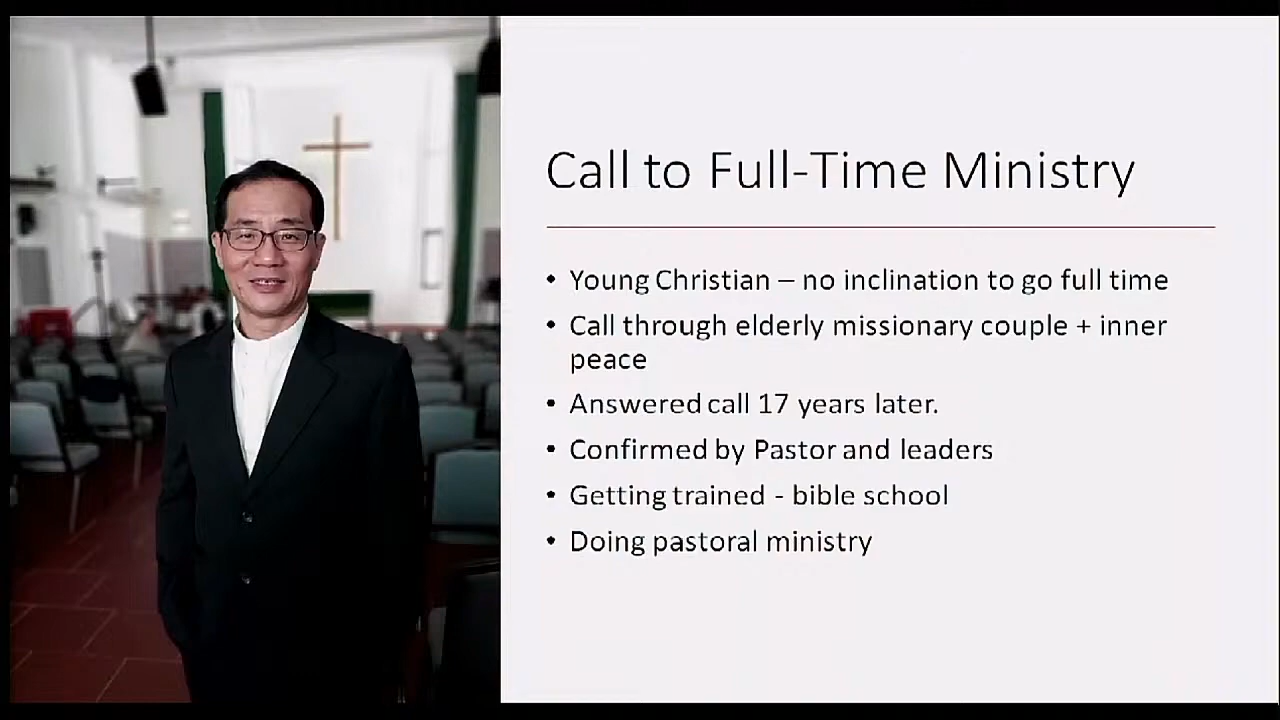 Call to Full-Time Ministry
• Young Christian – no inclination to go full time
• Call through elderly missionary couple + inner
peace
• Answered call 17 years later.
• Confirmed by Pastor and leaders
• Getting trained - bible school
• Doing pastoral ministry